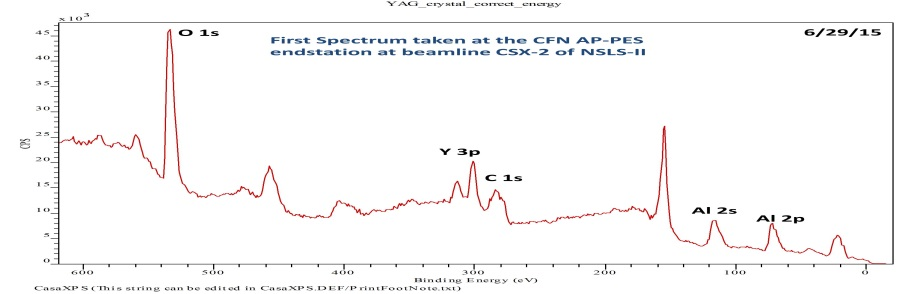 YAG_crystal_correct_energy
x 10³
O 1s
First Spectrum taken at the CFN AP-PES
endstation at beamline CSX-2 of NSLS-II
6/29/15
45
40
35
30
25
20
15
10
5
0
CPS
Y 3p
C 1s
Al 2s
Al 2p
600 500 400 300 200 100 0
Binding Energy (eV)
CasaXPS (This string can be edited in CasaXPS.DEF/PrintFootNote.txt)